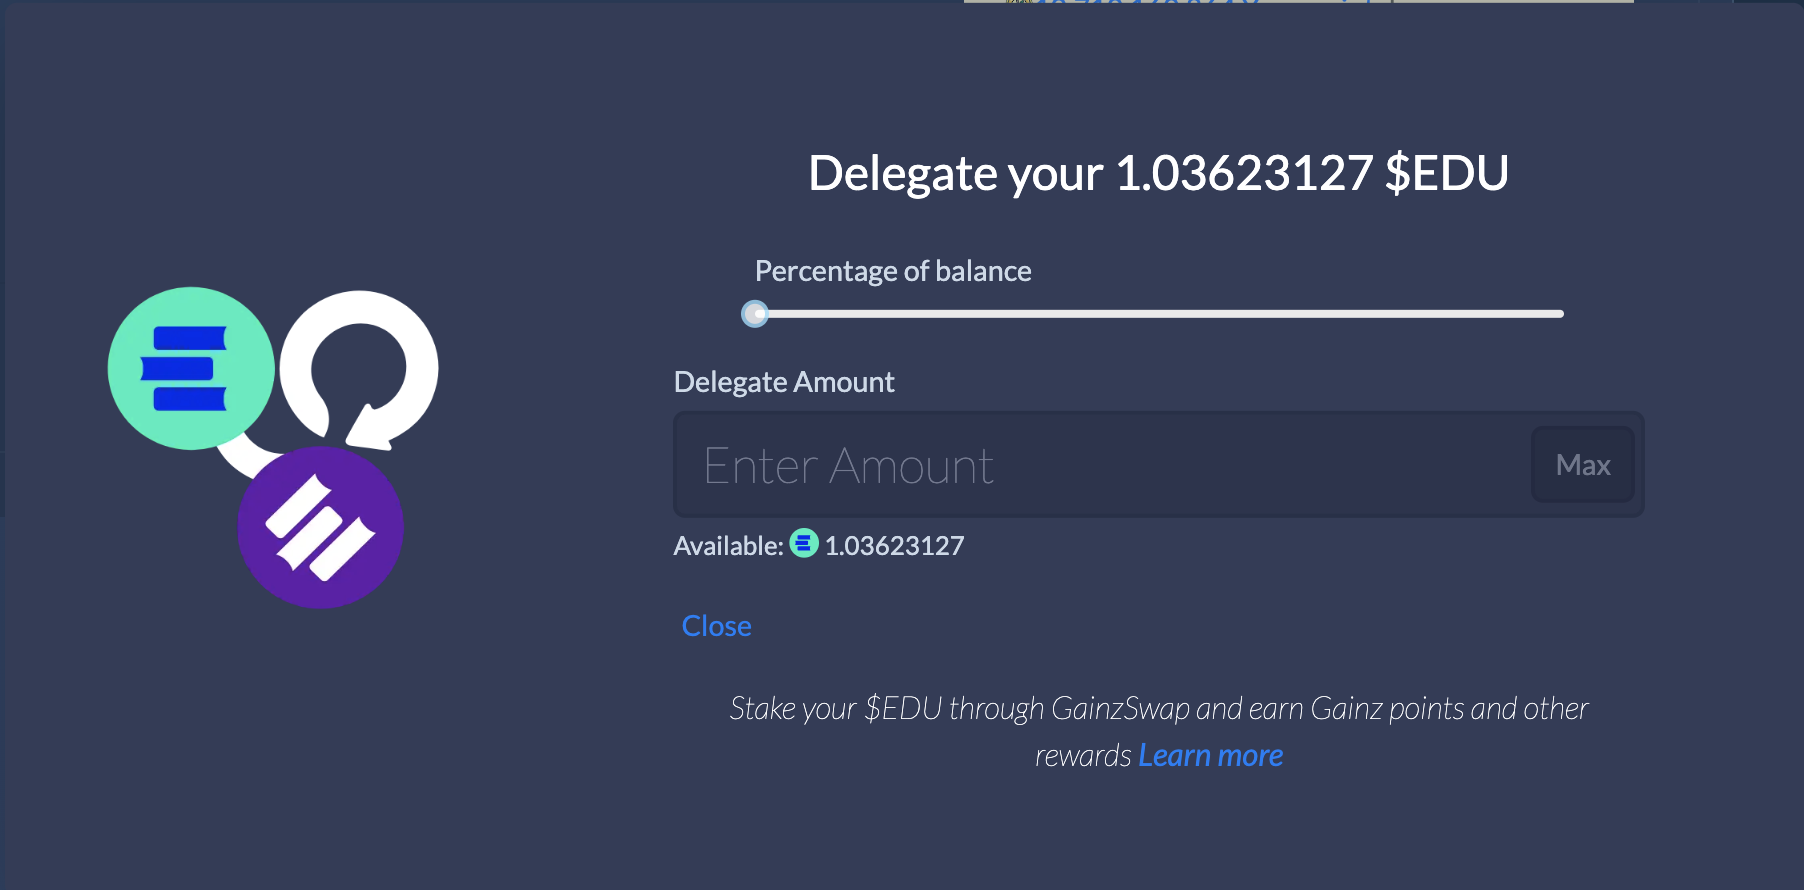 Delegate your 1.03623127 $EDU
Percentage of balance
Delegate Amount
Enter Amount
Max
Available: 1.03623127
Close
Stake your $EDU through GainzSwap and earn Gainz points and other
rewards Learn more